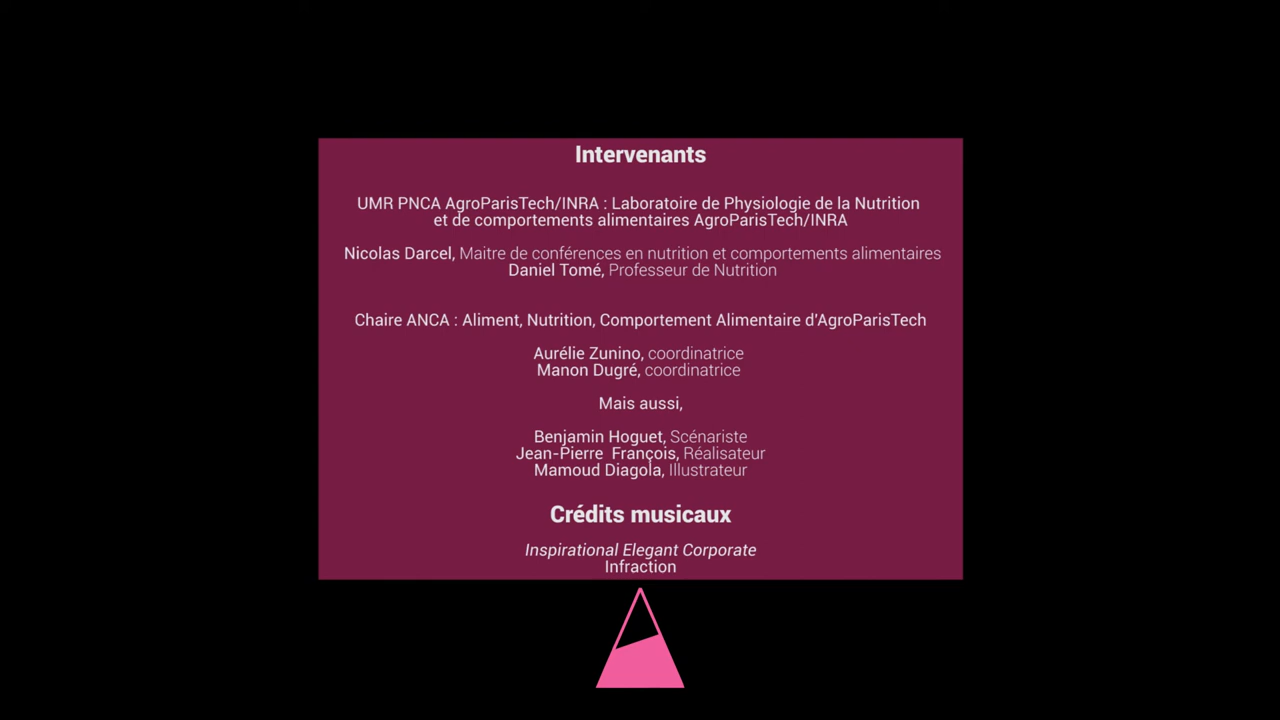 Intervenants
UMR PNCA AgroParisTech/INRA : Laboratoire de Physiologie de la Nutrition
et de comportements alimentaires AgroParisTech/INRA
Nicolas Darcel, Maitre de conférences en nutrition et comportements alimentaires
Daniel Tomé, Professeur de Nutrition
Chaire ANCA : Aliment, Nutrition, Comportement Alimentaire d'AgroParisTech
Aurélie Zunino, coordinatrice
Manon Dugré, coordinatrice
Mais aussi,
Benjamin Hoguet, Scénariste
Jean-Pierre François, Réalisateur
Mamoud Diagola, Illustrateur
Crédits musicaux
Inspirational Elegant Corporate
Infraction